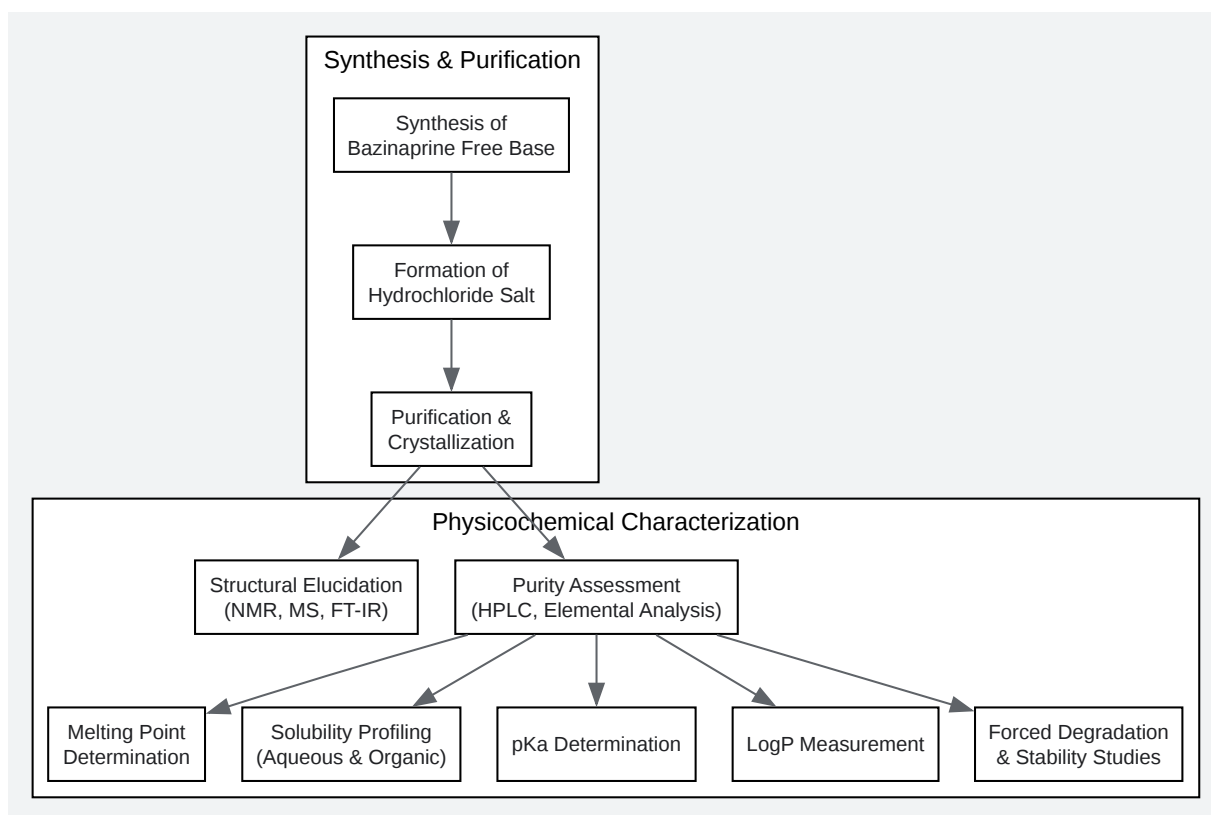 Synthesis & Purification
Synthesis of
Bazinaprine Free Base
Formation of
Hydrochloride Salt
Purification &
Crystallization
Physicochemical Characterization
Structural Elucidation
(NMR, MS, FT-IR)
Purity Assessment
(HPLC, Elemental Analysis)
Melting Point
Determination
Solubility Profiling
(Aqueous & Organic)
pKa Determination
LogP Measurement
Forced Degradation
& Stability Studies